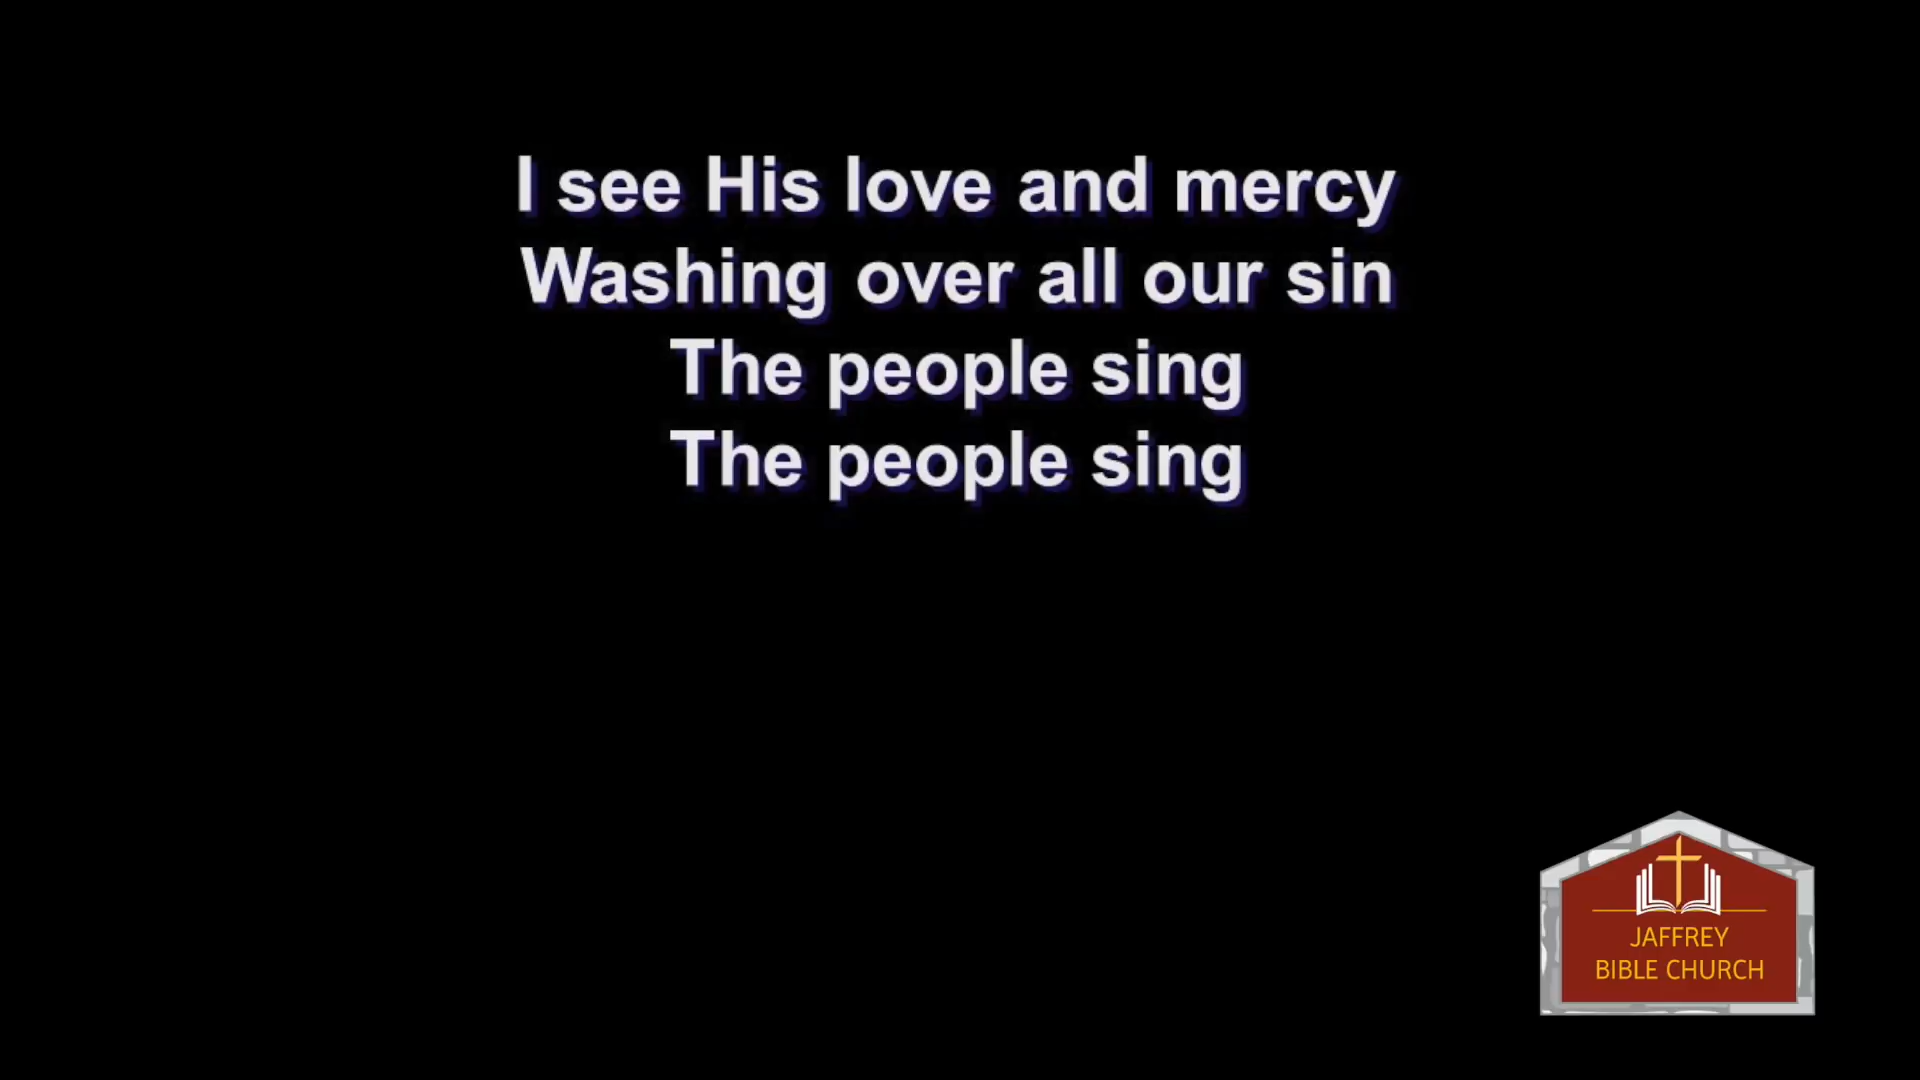 I see His love and mercy
Washing over all our sin
The people sing
The people sing
JAFFREY
BIBLE CHURCH